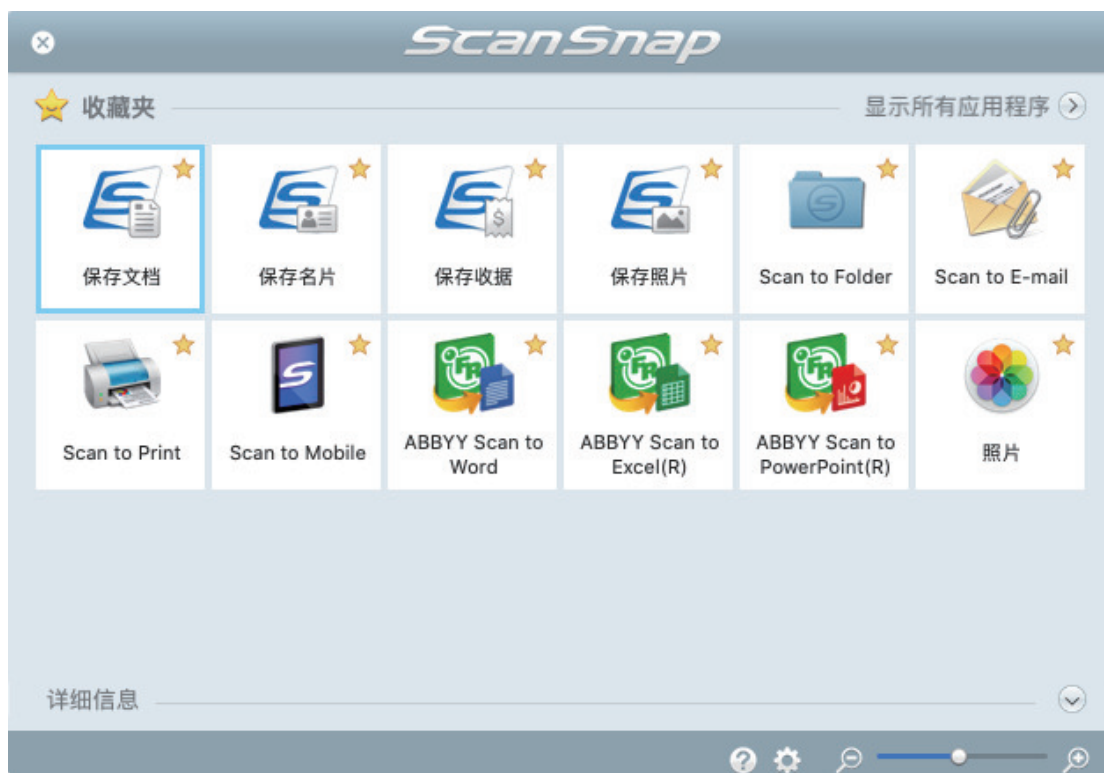 ScanSnap
收藏夹
显示所有应用程序
保存文档
保存名片
保存收据
保存照片
Scan to Folder
Scan to E-mail
Scan to Print
Scan to Mobile
ABBYY Scan to
Word
ABBYY Scan to
Excel(R)
ABBYY Scan to
PowerPoint(R)
照片
详细信息